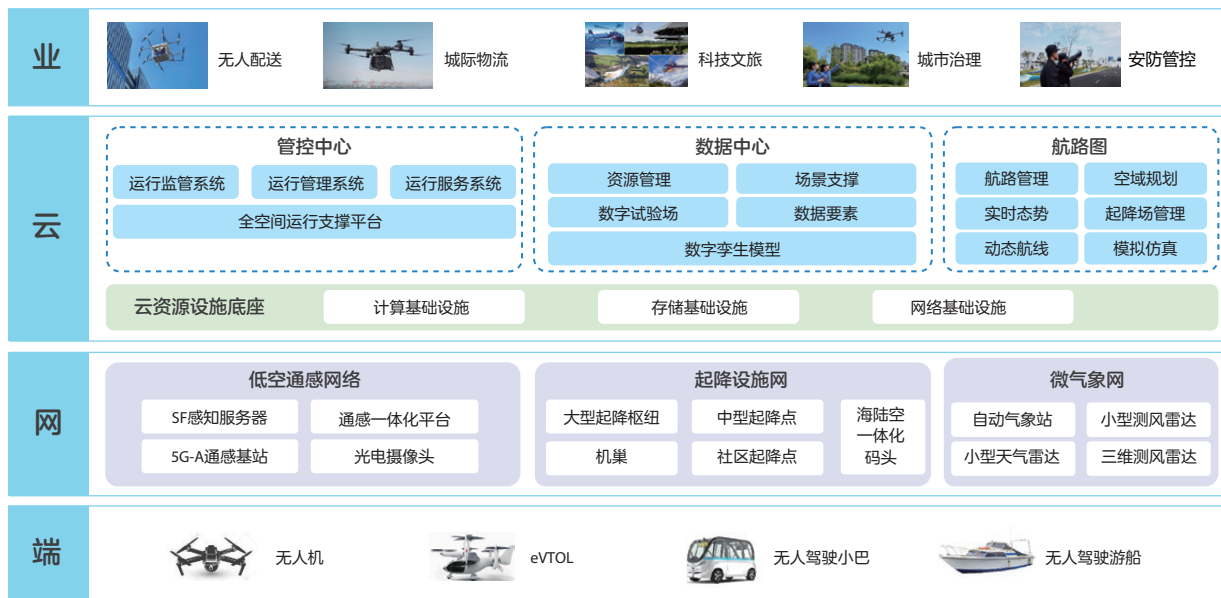 业
无人配送
城际物流
科技文旅
城市治理
安防管控
云
管控中心
运行监管系统
运行管理系统
运行服务系统
全空间运行支撑平台
数据中心
资源管理
场景支撑
数字试验场
数据要素
数字孪生模型
航路图
航路管理
空域规划
实时态势
起降场管理
动态航线
模拟仿真
云资源设施底座
计算基础设施
存储基础设施
网络基础设施
网
低空通感网络
SF感知服务器
通感一体化平台
5G-A通感基站
光电摄像头
起降设施网
大型起降枢纽
中型起降点
机巢
社区起降点
海陆空
一体化
码头
微气象网
自动气象站
小型测风雷达
小型天气雷达
三维测风雷达
端
无人机
eVTOL
无人驾驶小巴
无人驾驶游船